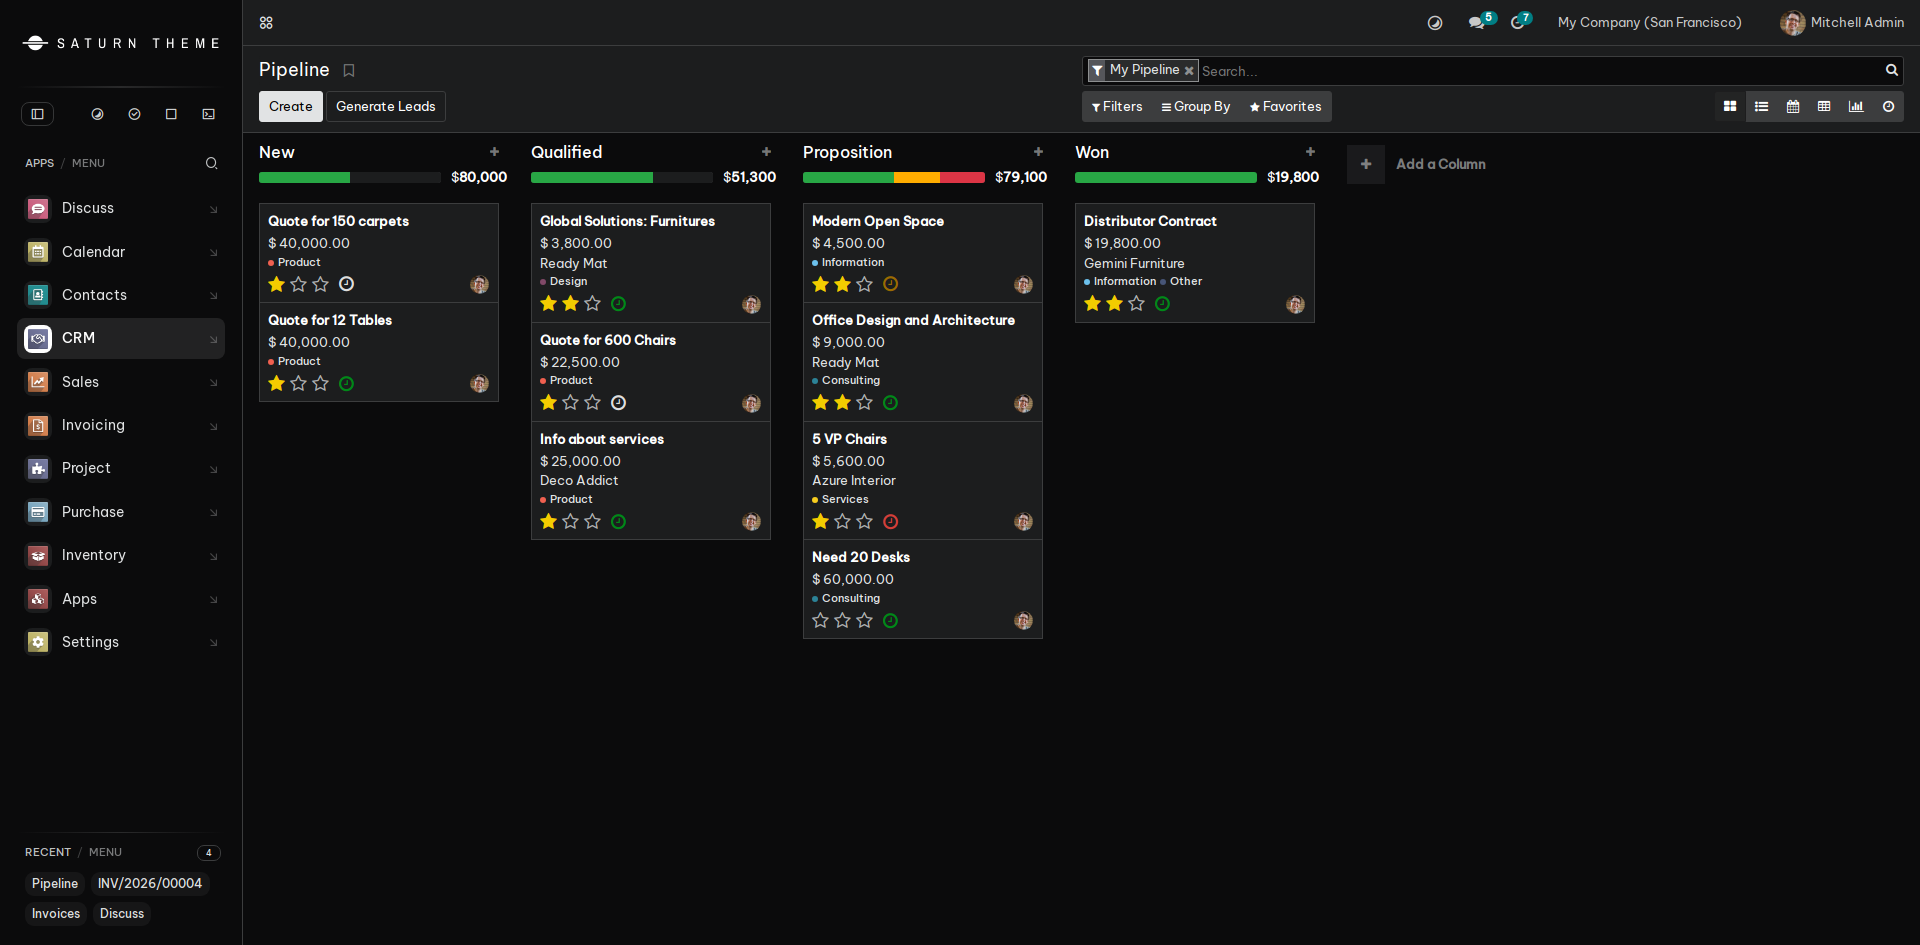 SATURN THEME
APPS / MENU
Discuss
Calendar
Contacts
CRM
Sales
Invoicing
Project
Purchase
Inventory
Apps
Settings
RECENT / MENU 4
Pipeline INV/2026/00004
Invoices Discuss
5 7 My Company (San Francisco) Mitchell Admin
Pipeline
My Pipeline Search...
Create Generate Leads
Filters Group By Favorites
New
$80,000
Quote for 150 carpets
$ 40,000.00
Product
Quote for 12 Tables
$ 40,000.00
Product
Qualified
$51,300
Global Solutions: Furnitures
$ 3,800.00
Ready Mat
Design
Quote for 600 Chairs
$ 22,500.00
Product
Info about services
$ 25,000.00
Deco Addict
Product
Proposition
$79,100
Modern Open Space
$ 4,500.00
Information
Office Design and Architecture
$ 9,000.00
Ready Mat
Consulting
5 VP Chairs
$ 5,600.00
Azure Interior
Services
Need 20 Desks
$ 60,000.00
Consulting
Won
$19,800
Distributor Contract
$ 19,800.00
Gemini Furniture
Information Other
Add a Column